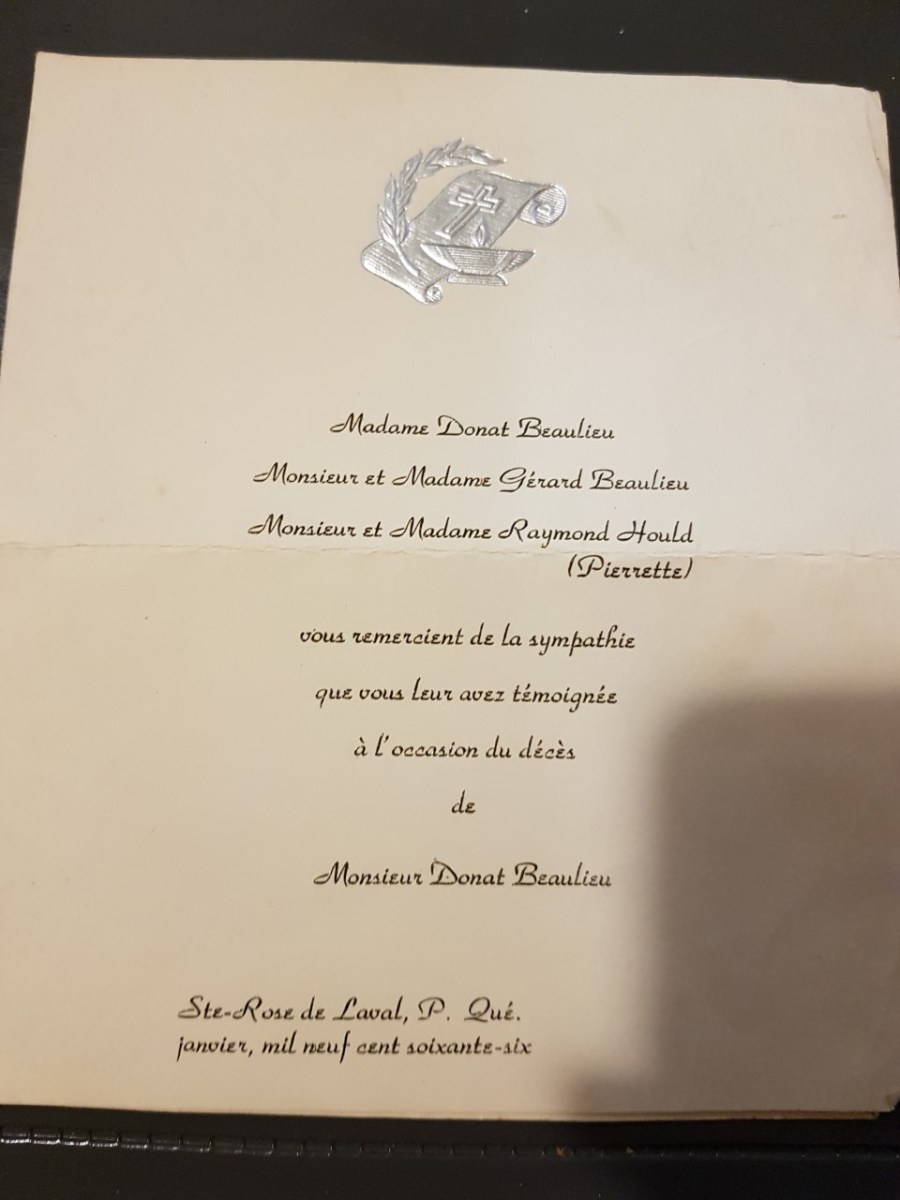 Madame Donat Beaulieu
Monsieur et Madame Gérard Beaulieu
Monsieur et Madame Raymond Hould
(Pierrette)
vous remercient de la sympathie
que vous leur avez témoignée
à l'occasion du décès
de
Monsieur Donat Beaulieu
Ste-Rose de Laval, P. Qué.
janvier, mil neuf cent soixante-six